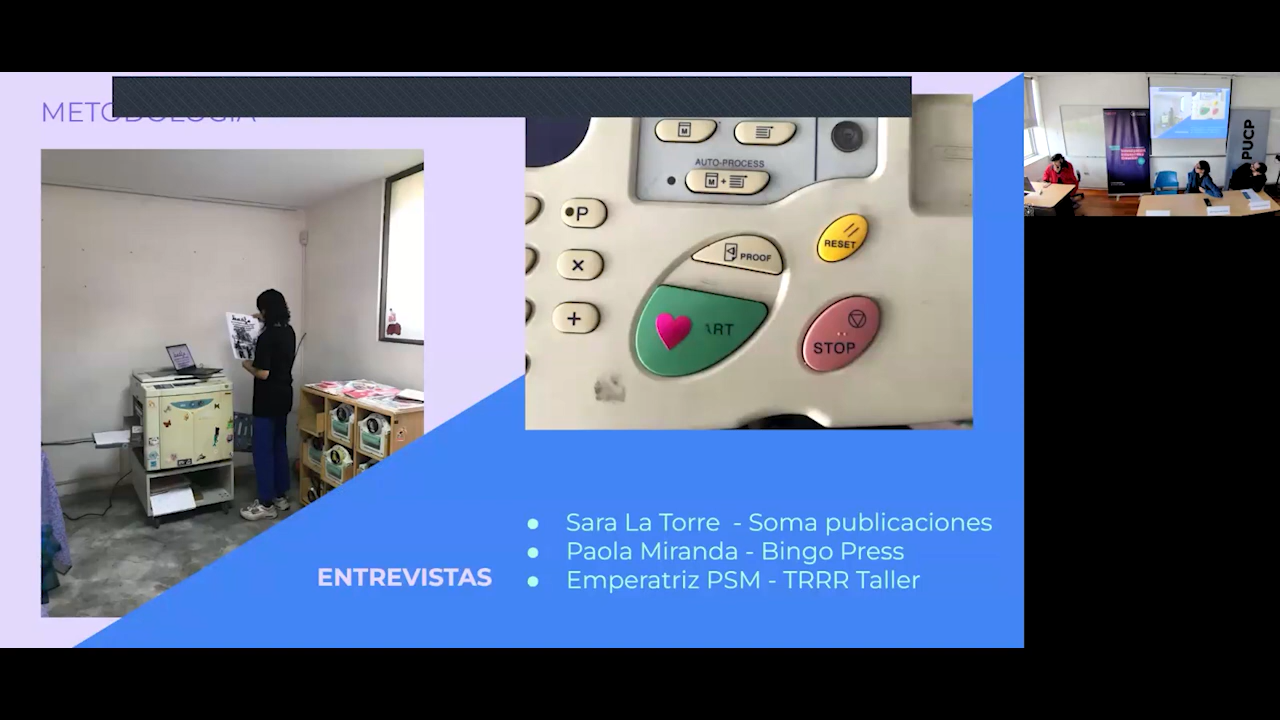 METODOLOGÍA
AUTO-PROCESS
M
M +
P
PROOF
RESET
ART
STOP
PUCP
ENTREVISTAS
● Sara La Torre - Soma publicaciones
● Paola Miranda - Bingo Press
● Emperatriz PSM - TRRR Taller